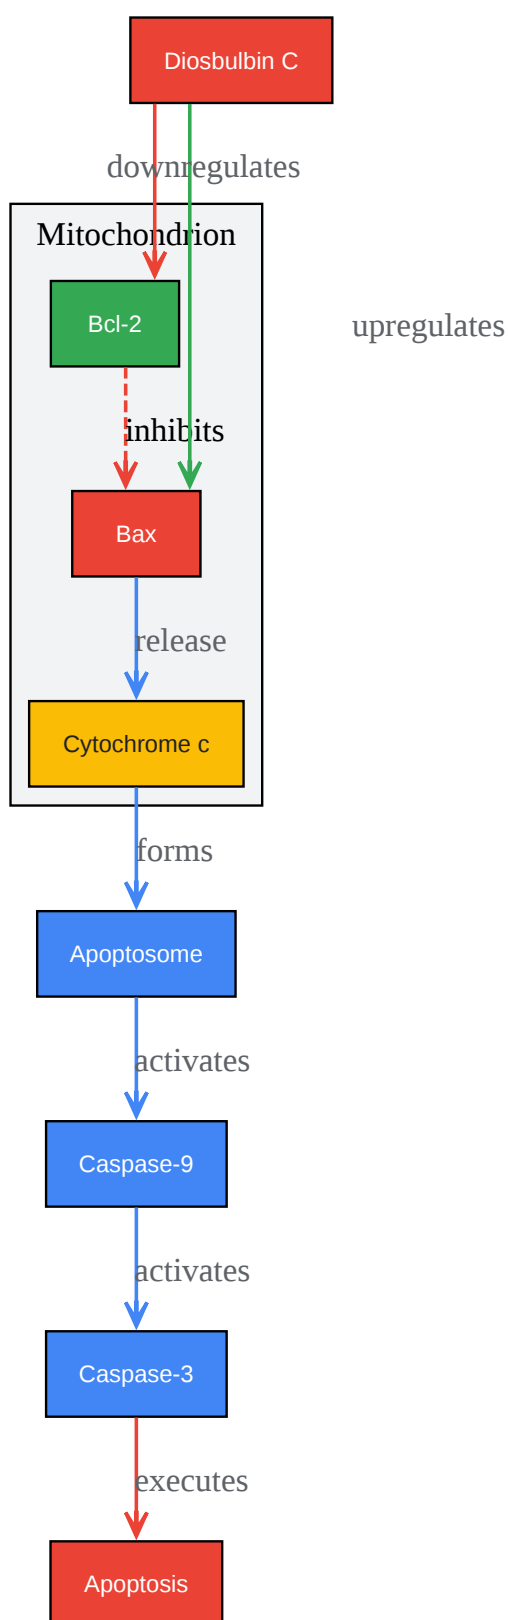 Diosbulbin C
downregulates
Mitochondrion
Bcl-2
upregulates
inhibits
Bax
release
Cytochrome c
forms
Apoptosome
activates
Caspase-9
activates
Caspase-3
executes
Apoptosis